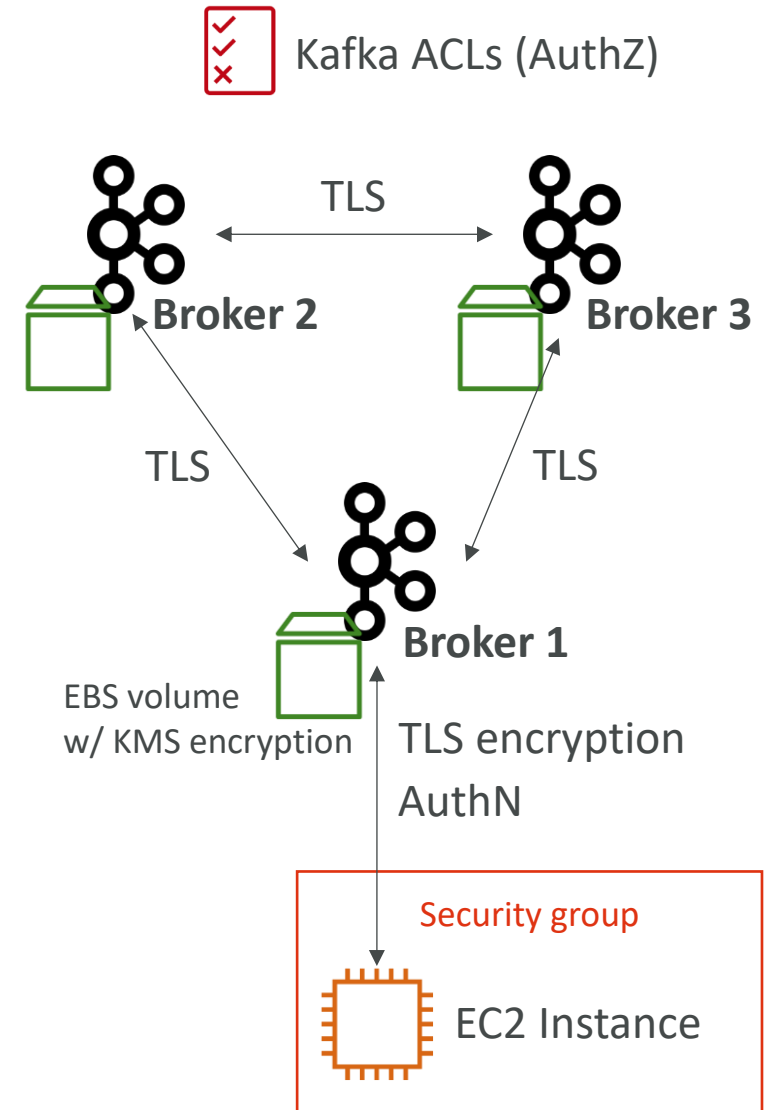 Kafka ACLs (AuthZ)
TLS
Broker 2
Broker 3
TLS
TLS
Broker 1
EBS volume
w/ KMS encryption
TLS encryption
AuthN
Security group
EC2 Instance